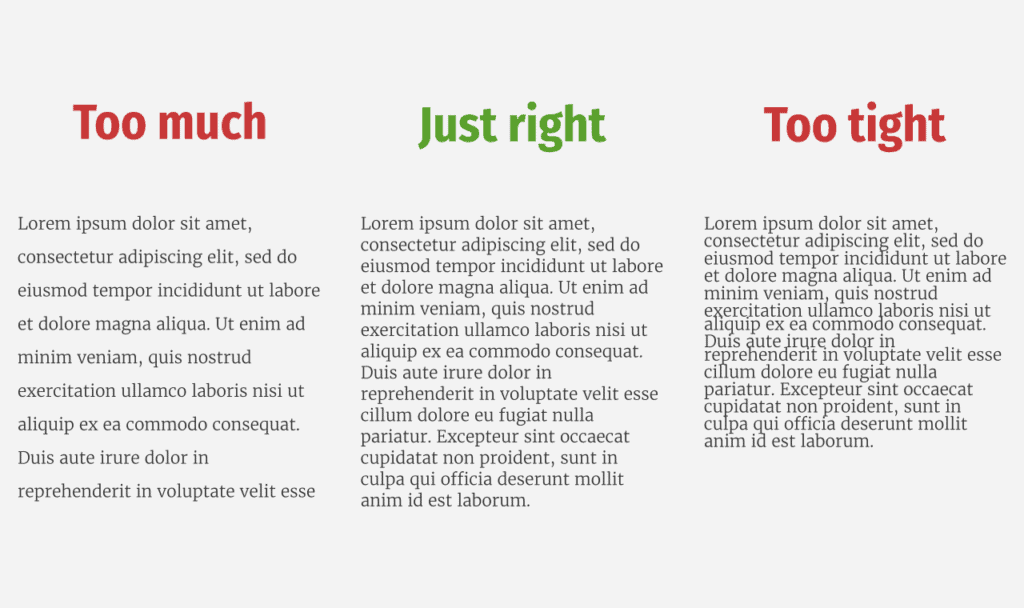 Too much
Lorem ipsum dolor sit amet,
consectetur adipiscing elit, sed do
eiusmod tempor incididunt ut labore
et dolore magna aliqua. Ut enim ad
minim veniam, quis nostrud
exercitation ullamco laboris nisi ut
aliquip ex ea commodo consequat.
Duis aute irure dolor in
reprehenderit in voluptate velit esse
Just right
Lorem ipsum dolor sit amet,
consectetur adipiscing elit, sed do
eiusmod tempor incididunt ut labore
et dolore magna aliqua. Ut enim ad
minim veniam, quis nostrud
exercitation ullamco laboris nisi ut
aliquip ex ea commodo consequat.
Duis aute irure dolor in
reprehenderit in voluptate velit esse
cillum dolore eu fugiat nulla
pariatur. Excepteur sint occaecat
cupidatat non proident, sunt in
culpa qui officia deserunt mollit
anim id est laborum.
Too tight
Lorem ipsum dolor sit amet,
consectetur adipiscing elit, sed do
eiusmod tempor incididunt ut labore
et dolore magna aliqua. Ut enim ad
minim veniam, quis nostrud
exercitation ullamco laboris nisi ut
aliquip ex ea commodo consequat.
Duis aute irure dolor in
reprehenderit in voluptate velit esse
cillum dolore eu fugiat nulla
pariatur. Excepteur sint occaecat
cupidatat non proident, sunt in
culpa qui officia deserunt mollit
anim id est laborum.